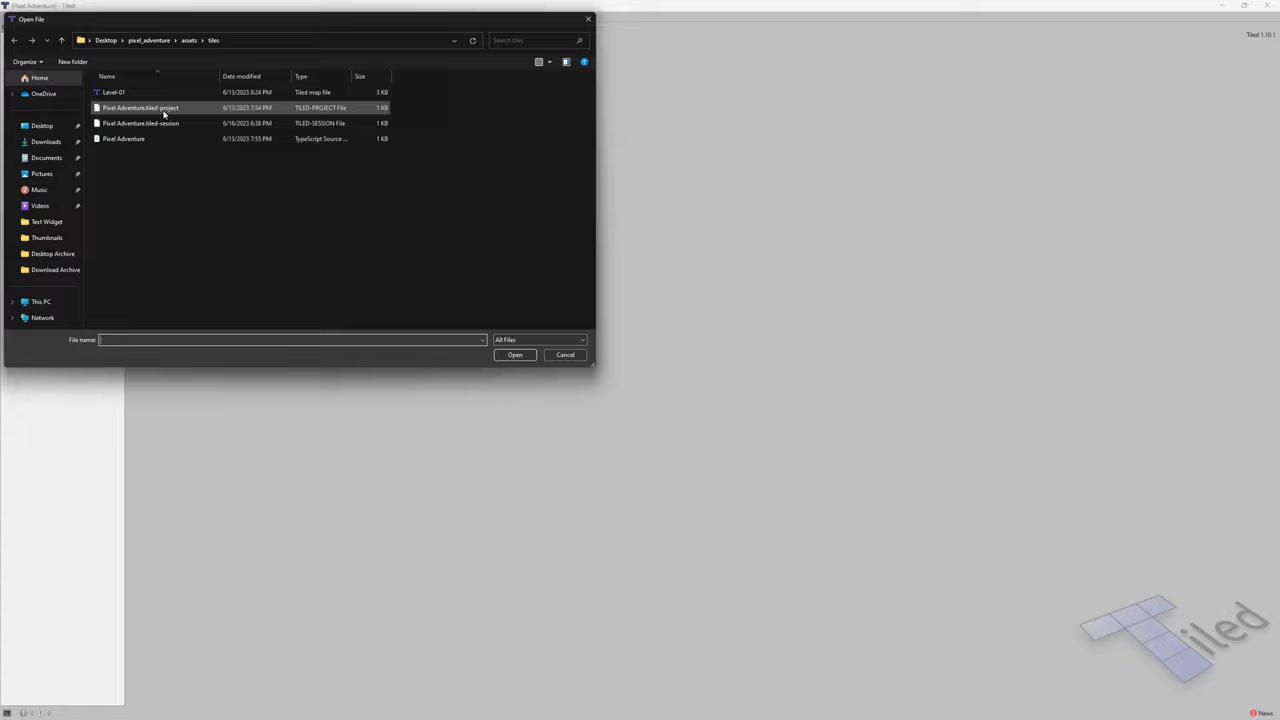 (Pixel Adventure) - Tiled
Open File
Desktop pixel_adventure assets tiles
Search tiles
Tiled 1.10.1
Organize New folder
Name Date modified Type Size
Home
OneDrive
Desktop
Downloads
Documents
Pictures
Music
Videos
Text Widget
Thumbnails
Desktop Archive
Download Archive
This PC
Network
Level-01 6/13/2023 8:24 PM Tiled map file 3 KB
Pixel Adventure.tiled-project 6/13/2023 7:54 PM TILED-PROJECT File 1 KB
Pixel Adventure.tiled-session 6/16/2023 6:38 PM TILED-SESSION File 1 KB
Pixel Adventure 6/13/2023 7:55 PM TypeScript Source ... 1 KB
File name: All Files
Open Cancel
Tiled
0 0
News